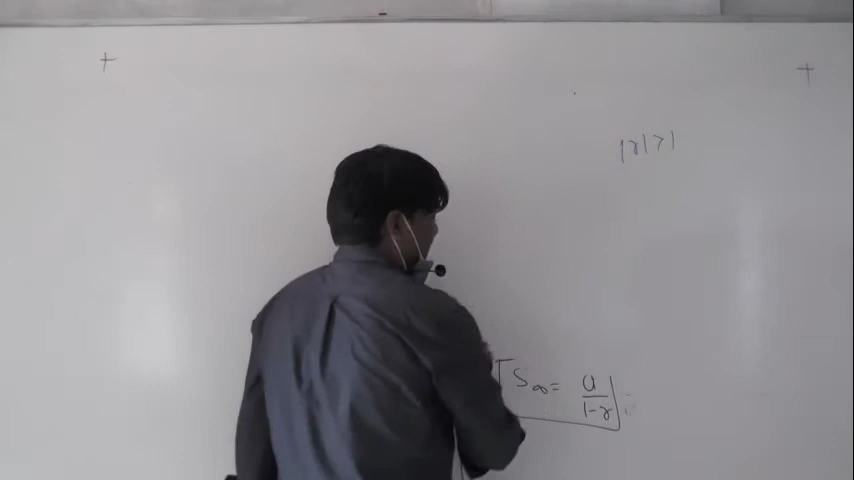 |r|>1
S∞ = a/1-r